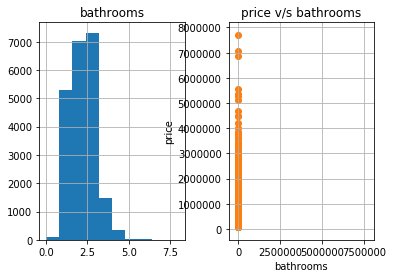 bathrooms
7000
6000
5000
4000
3000
2000
1000
0
0.0 2.5 5.0 7.5
price v/s bathrooms
price
8000000
7000000
6000000
5000000
4000000
3000000
2000000
1000000
0
0 2500000 5000000 7500000
bathrooms